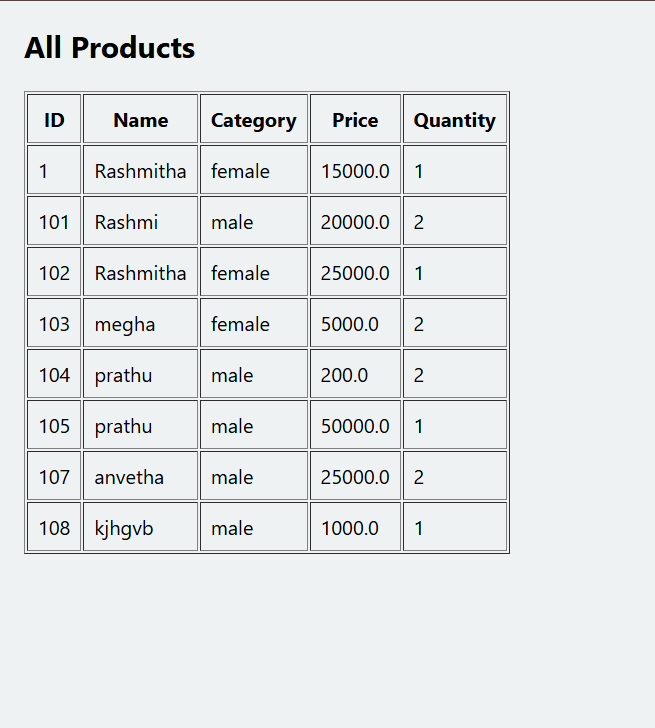 All Products
ID Name Category Price Quantity
1 Rashmitha female 15000.0 1
101 Rashmi male 20000.0 2
102 Rashmitha female 25000.0 1
103 megha female 5000.0 2
104 prathu male 200.0 2
105 prathu male 50000.0 1
107 anvetha male 25000.0 2
108 kjhgvb male 1000.0 1